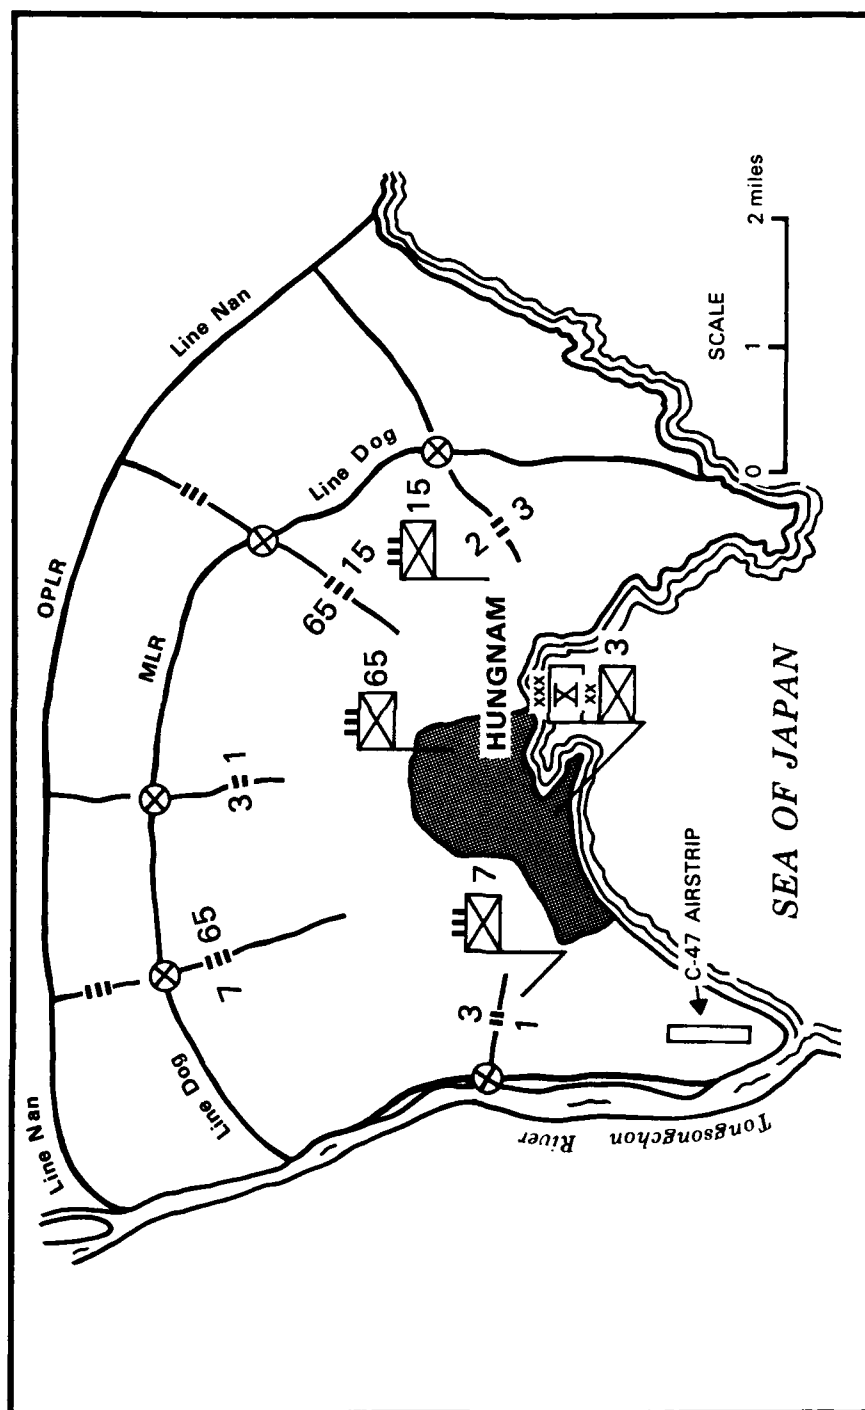 Line Nan
OPLR
Line Nan
MLR
Line Dog
Line Dog
7
65
3
1
65
15
2
3
3
1
7
65
15
HUNGNAM
XXX
X
XX
3
C-47 AIRSTRIP
Tongsongchon
River
SEA OF JAPAN
SCALE
0
1
2 miles